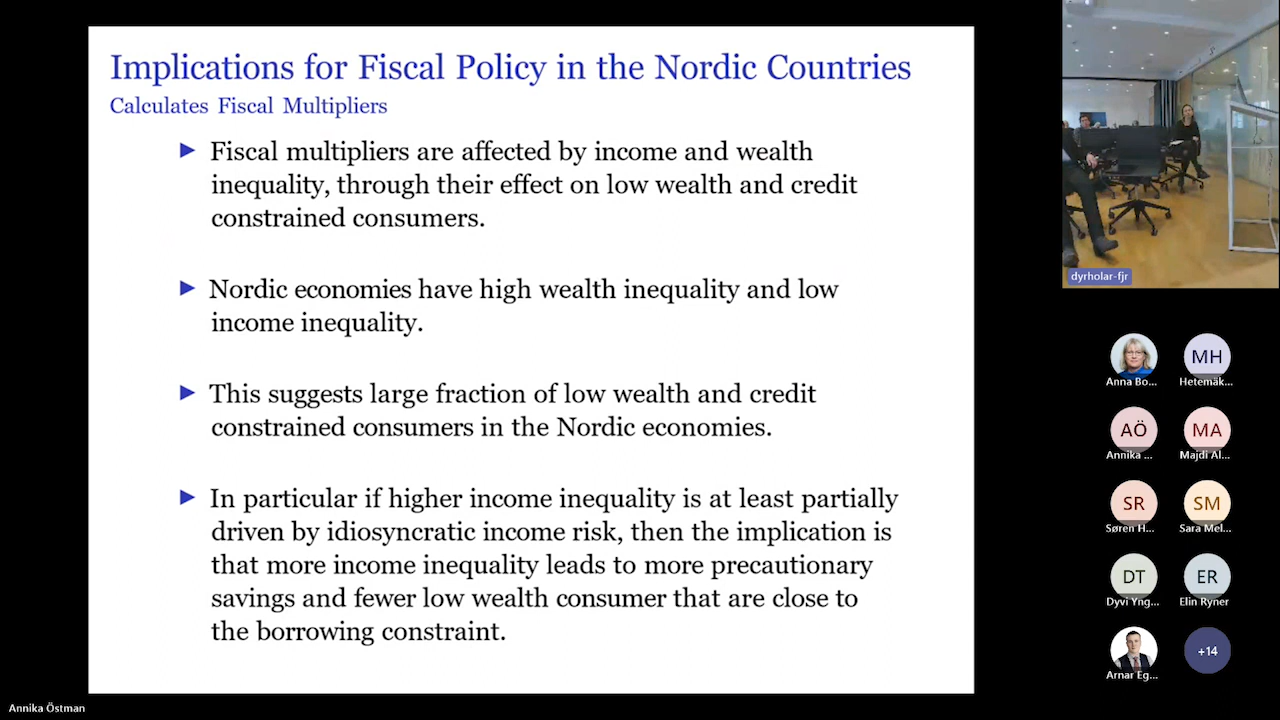 Implications for Fiscal Policy in the Nordic Countries
Calculates Fiscal Multipliers
Fiscal multipliers are affected by income and wealth
inequality, through their effect on low wealth and credit
constrained consumers.
Nordic economies have high wealth inequality and low
income inequality.
This suggests large fraction of low wealth and credit
constrained consumers in the Nordic economies.
In particular if higher income inequality is at least partially
driven by idiosyncratic income risk, then the implication is
that more income inequality leads to more precautionary
savings and fewer low wealth consumer that are close to
the borrowing constraint.
dyrholar-fjr
Anna Bo...
MH
Hetemäk...
AÖ
Annika ...
MA
Majdi Al...
SR
Søren H...
SM
Sara Mel...
DT
Dyvi Yng...
ER
Elin Ryner
Arnar Eg...
+14
Annika Östman